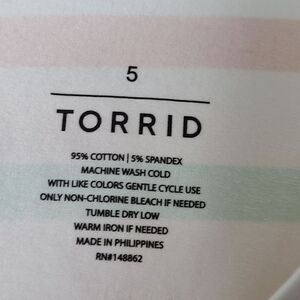 5
TORRID
95% COTTON | 5% SPANDEX
MACHINE WASH COLD
WITH LIKE COLORS GENTLE CYCLE USE
ONLY NON-CHLORINE BLEACH IF NEEDED
TUMBLE DRY LOW
WARM IRON IF NEEDED
MADE IN PHILIPPINES
RN#148862